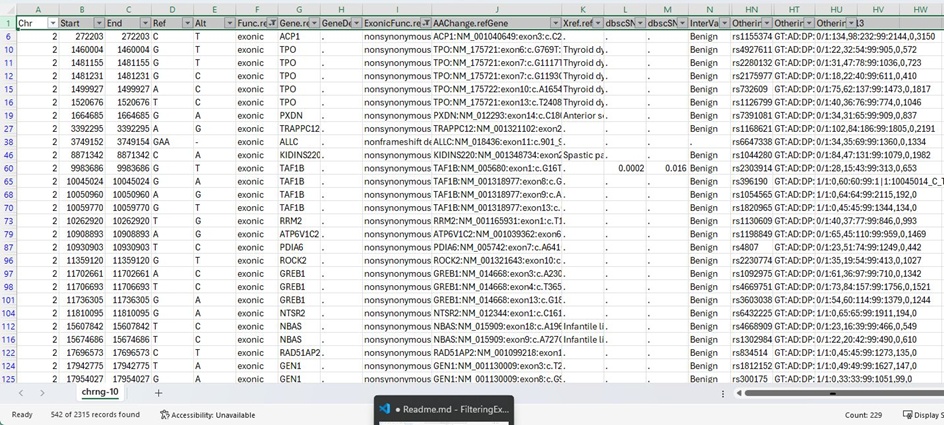 A B C D E F G H I J K L M N HN HT HU HV HW
1 Chr Start End Ref Alt Func.re Gene.re GeneDe ExonicFunc.re AAChange.refGene Xref.ref dbscSN dbscSN InterVa Otherin Otherin Otherin 13
6 2 272203 272203 C T exonic ACP1 . nonsynonymous ACP1:NM_001040649:exon3:c.C2 . . . Benign rs1155374 GT:AD:DP: 0/1:134,98:232:99:2144,0,3150
10 2 1460004 1460004 G T exonic TPO . nonsynonymous TPO:NM_175721:exon6:c.G769T: Thyroid dy . . Benign rs4927611 GT:AD:DP: 0/1:22,32:54:99:905,0,572
11 2 1481155 1481155 G T exonic TPO . nonsynonymous TPO:NM_175721:exon7:c.G1117 Thyroid dy . . Benign rs2280132 GT:AD:DP: 0/1:31,47:78:99:1036,0,723
12 2 1481231 1481231 G C exonic TPO . nonsynonymous TPO:NM_175721:exon7:c.G1193 Thyroid dy . . Benign rs2175977 GT:AD:DP: 0/1:18,22:40:99:611,0,410
15 2 1499927 1499927 A C exonic TPO . nonsynonymous TPO:NM_175722:exon10:c.A1654 Thyroid dy . . Benign rs732609 GT:AD:DP: 0/1:75,62:137:99:1473,0,1817
16 2 1520676 1520676 T C exonic TPO . nonsynonymous TPO:NM_175721:exon13:c.T2408 Thyroid dy . . Benign rs1126799 GT:AD:DP: 0/1:40,36:76:99:774,0,1046
19 2 1664685 1664685 A G exonic PXDN . nonsynonymous PXDN:NM_012293:exon14:c.C18 Anterior s . . Benign rs7391081 GT:AD:DP: 0/1:34,31:65:99:909,0,837
27 2 3392295 3392295 A G exonic TRAPPC12 . nonsynonymous TRAPPC12:NM_001321102:exon2 . . . Benign rs1168621 GT:AD:DP: 0/1:102,84:186:99:1805,0,2191
38 2 3749152 3749154 GAA - exonic ALLC . nonframeshift de ALLC:NM_018436:exon11:c.901_ . . . . rs6647338 GT:AD:DP: 0/1:34,35:69:99:1360,0,1334
46 2 8871342 8871342 C A exonic KIDINS220 . nonsynonymous KIDINS220:NM_001348734:exon2 Spastic pa . . Benign rs1044280 GT:AD:DP: 0/1:84,47:131:99:1079,0,1982
60 2 9983686 9983686 G T exonic TAF1B . nonsynonymous TAF1B:NM_005680:exon1:c.G16T . 0.0002 0.016 Benign rs2303914 GT:AD:DP: 0/1:28,15:43:99:313,0,653
65 2 10045024 10045024 G A exonic TAF1B . nonsynonymous TAF1B:NM_001318977:exon8:c.G . . . Benign rs396190 GT:AD:DP: 1/1:0,60:60:99:1|1:10045014_C_T
68 2 10050960 10050960 G A exonic TAF1B . nonsynonymous TAF1B:NM_001318977:exon9:c.G . . . Benign rs1054565 GT:AD:DP: 1/1:0,64:64:99:2115,192,0
70 2 10059770 10059770 G T exonic TAF1B . nonsynonymous TAF1B:NM_001318977:exon13:c . . . Benign rs1820965 GT:AD:DP: 1/1:0,45:45:99:1344,134,0
73 2 10262920 10262920 T G exonic RRM2 . nonsynonymous RRM2:NM_001165931:exon1:c.T1 . . . Benign rs1130609 GT:AD:DP: 0/1:40,37:77:99:846,0,993
79 2 10908893 10908893 A G exonic ATP6V1C2 . nonsynonymous ATP6V1C2:NM_001039362:exon6 . . . Benign rs1198849 GT:AD:DP: 0/1:65,45:110:99:959,0,1469
87 2 10930903 10930903 T C exonic PDIA6 . nonsynonymous PDIA6:NM_005742:exon7:c.A641 . . . Benign rs4807 GT:AD:DP: 0/1:23,51:74:99:1249,0,442
96 2 11359120 11359120 G T exonic ROCK2 . nonsynonymous ROCK2:NM_001321643:exon10:c . . . Benign rs2230774 GT:AD:DP: 0/1:35,19:54:99:413,0,1027
97 2 11702661 11702661 A C exonic GREB1 . nonsynonymous GREB1:NM_014668:exon3:c.A230 . . . Benign rs1092975 GT:AD:DP: 0/1:61,36:97:99:710,0,1342
98 2 11706693 11706693 T C exonic GREB1 . nonsynonymous GREB1:NM_014668:exon4:c.T365 . . . Benign rs4669751 GT:AD:DP: 0/1:73,84:157:99:1756,0,1521
101 2 11736305 11736305 G A exonic GREB1 . nonsynonymous GREB1:NM_014668:exon13:c.G1 . . . Benign rs3603038 GT:AD:DP: 0/1:54,60:114:99:1379,0,1244
104 2 11810095 11810095 G A exonic NTSR2 . nonsynonymous NTSR2:NM_012344:exon1:c.C161 . . . Benign rs6432225 GT:AD:DP: 1/1:0,65:65:99:1911,194,0
112 2 15607842 15607842 T C exonic NBAS . nonsynonymous NBAS:NM_015909:exon18:c.A196 Infantile li . . Benign rs4668909 GT:AD:DP: 0/1:23,16:39:99:466,0,549
116 2 15674686 15674686 T C exonic NBAS . nonsynonymous NBAS:NM_015909:exon9:c.A727 Infantile li . . Benign rs1302984 GT:AD:DP: 0/1:22,20:42:99:490,0,610
122 2 17696573 17696573 C T exonic RAD51AP2 . nonsynonymous RAD51AP2:NM_001099218:exon1 . . . Benign rs834514 GT:AD:DP: 1/1:0,45:45:99:1273,135,0
124 2 17942775 17942775 T A exonic GEN1 . nonsynonymous GEN1:NM_001130009:exon3:c.T . . . Benign rs1812152 GT:AD:DP: 1/1:0,49:49:99:1627,147,0
125 2 17954027 17954027 G A exonic GEN1 . nonsynonymous GEN1:NM_001130009:exon8:c.G . . . Benign rs300175 GT:AD:DP: 1/1:0,33:33:99:1051,99,0
chrng-10 +
Ready 542 of 2315 records found Accessibility: Unavailable Count: 229 Display S
● Readme.md - FilteringEx...